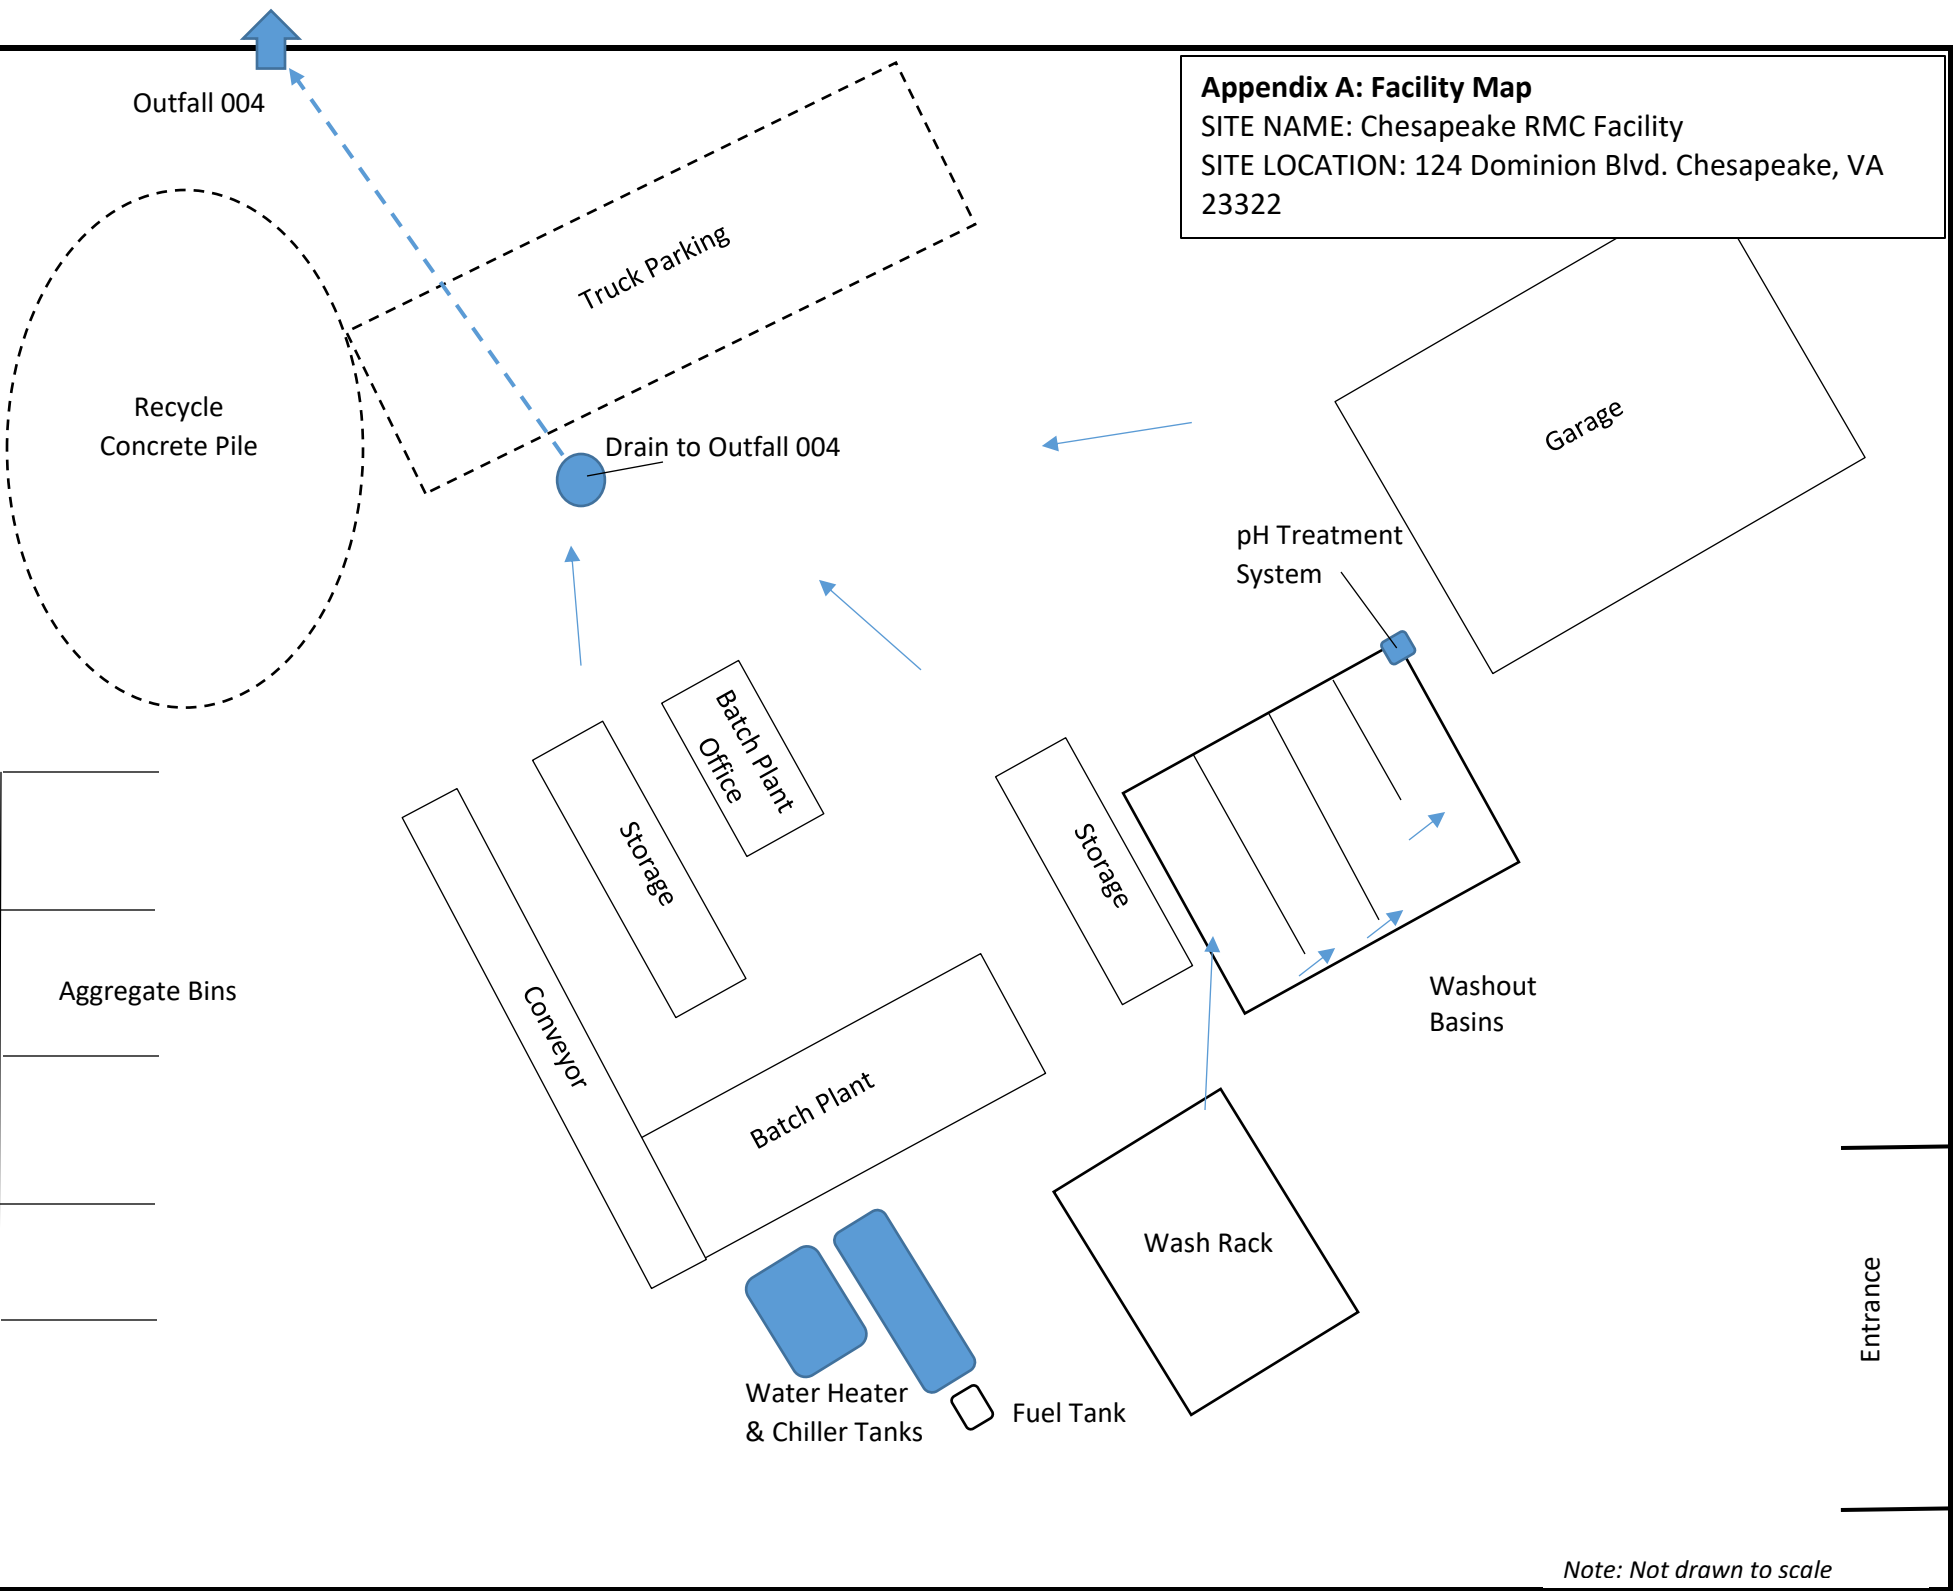 Appendix A: Facility Map
SITE NAME: Chesapeake RMC Facility
SITE LOCATION: 124 Dominion Blvd. Chesapeake, VA
23322
Outfall 004
Truck Parking
Recycle
Concrete Pile
Drain to Outfall 004
Garage
pH Treatment
System
Batch Plant
Office
Storage
Storage
Aggregate Bins
Conveyor
Washout
Basins
Batch Plant
Wash Rack
Entrance
Water Heater
& Chiller Tanks
Fuel Tank
Note: Not drawn to scale